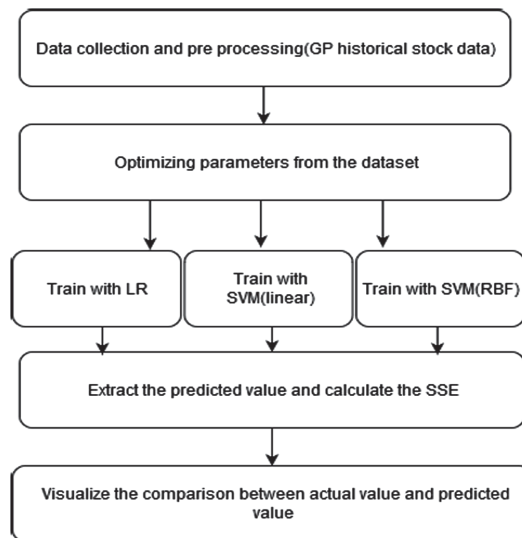 Data collection and pre processing(GP historical stock data)
Optimizing parameters from the dataset
Train with LR
Train with
SVM(linear)
Train with SVM(RBF)
Extract the predicted value and calculate the SSE
Visualize the comparison between actual value and predicted
value